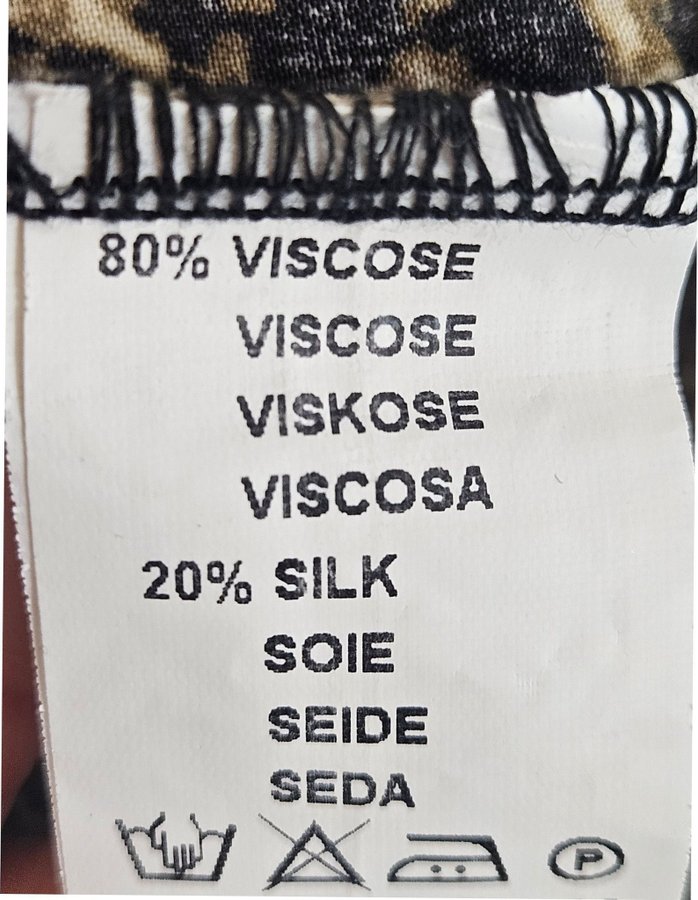 80% VISCOSE
VISCOSE
VISKOSE
VISCOSA
20% SILK
SOIE
SEIDE
SEDA
P